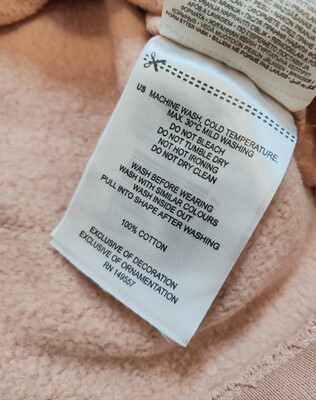 US MACHINE WASH, COLD TEMPERATURE,
MAX. 30°C MILD WASHING
DO NOT BLEACH
DO NOT TUMBLE DRY
NOT HOT IRONING
DO NOT DRY CLEAN
WASH BEFORE WEARING
WASH WITH SIMILAR COLOURS
WASH INSIDE OUT
PULL INTO SHAPE AFTER WASHING
100% COTTON
EXCLUSIVE OF DECORATION
EXCLUSIVE OF ORNAMENTATION
RN 149557